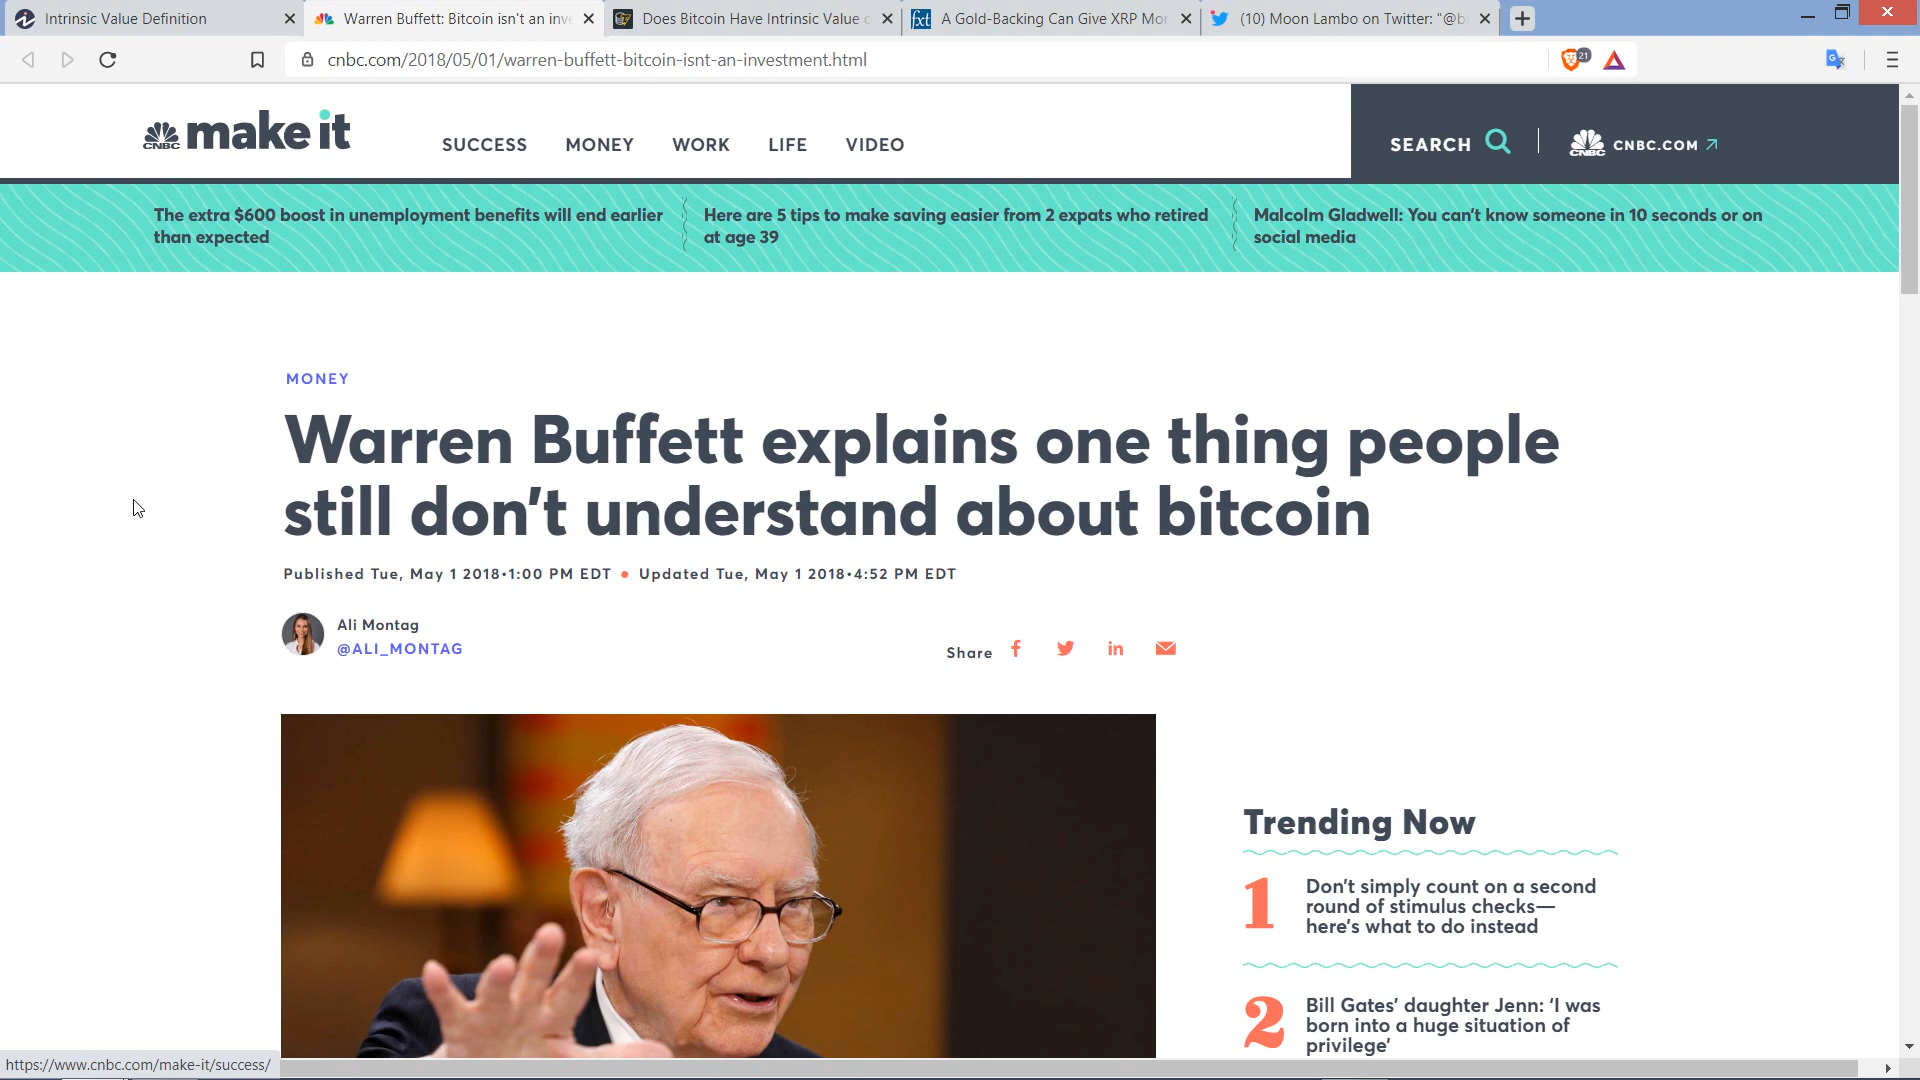 Intrinsic Value Definition
Warren Buffett: Bitcoin isn't an inve
Does Bitcoin Have Intrinsic Value o
fxt
A Gold-Backing Can Give XRP Mor
(10) Moon Lambo on Twitter: "@b
cnbc.com/2018/05/01/warren-buffett-bitcoin-isnt-an-investment.html
21
CNBC make it
SUCCESS MONEY WORK LIFE VIDEO
SEARCH
CNBC CNBC.COM
The extra $600 boost in unemployment benefits will end earlier
than expected
Here are 5 tips to make saving easier from 2 expats who retired
at age 39
Malcolm Gladwell: You can't know someone in 10 seconds or on
social media
MONEY
Warren Buffett explains one thing people
still don't understand about bitcoin
Published Tue, May 1 2018•1:00 PM EDT • Updated Tue, May 1 2018•4:52 PM EDT
Ali Montag
@ALI_MONTAG
Share
Trending Now
1 Don't simply count on a second
round of stimulus checks—
here's what to do instead
2 Bill Gates' daughter Jenn: 'I was
born into a huge situation of
privilege'
https://www.cnbc.com/make-it/success/